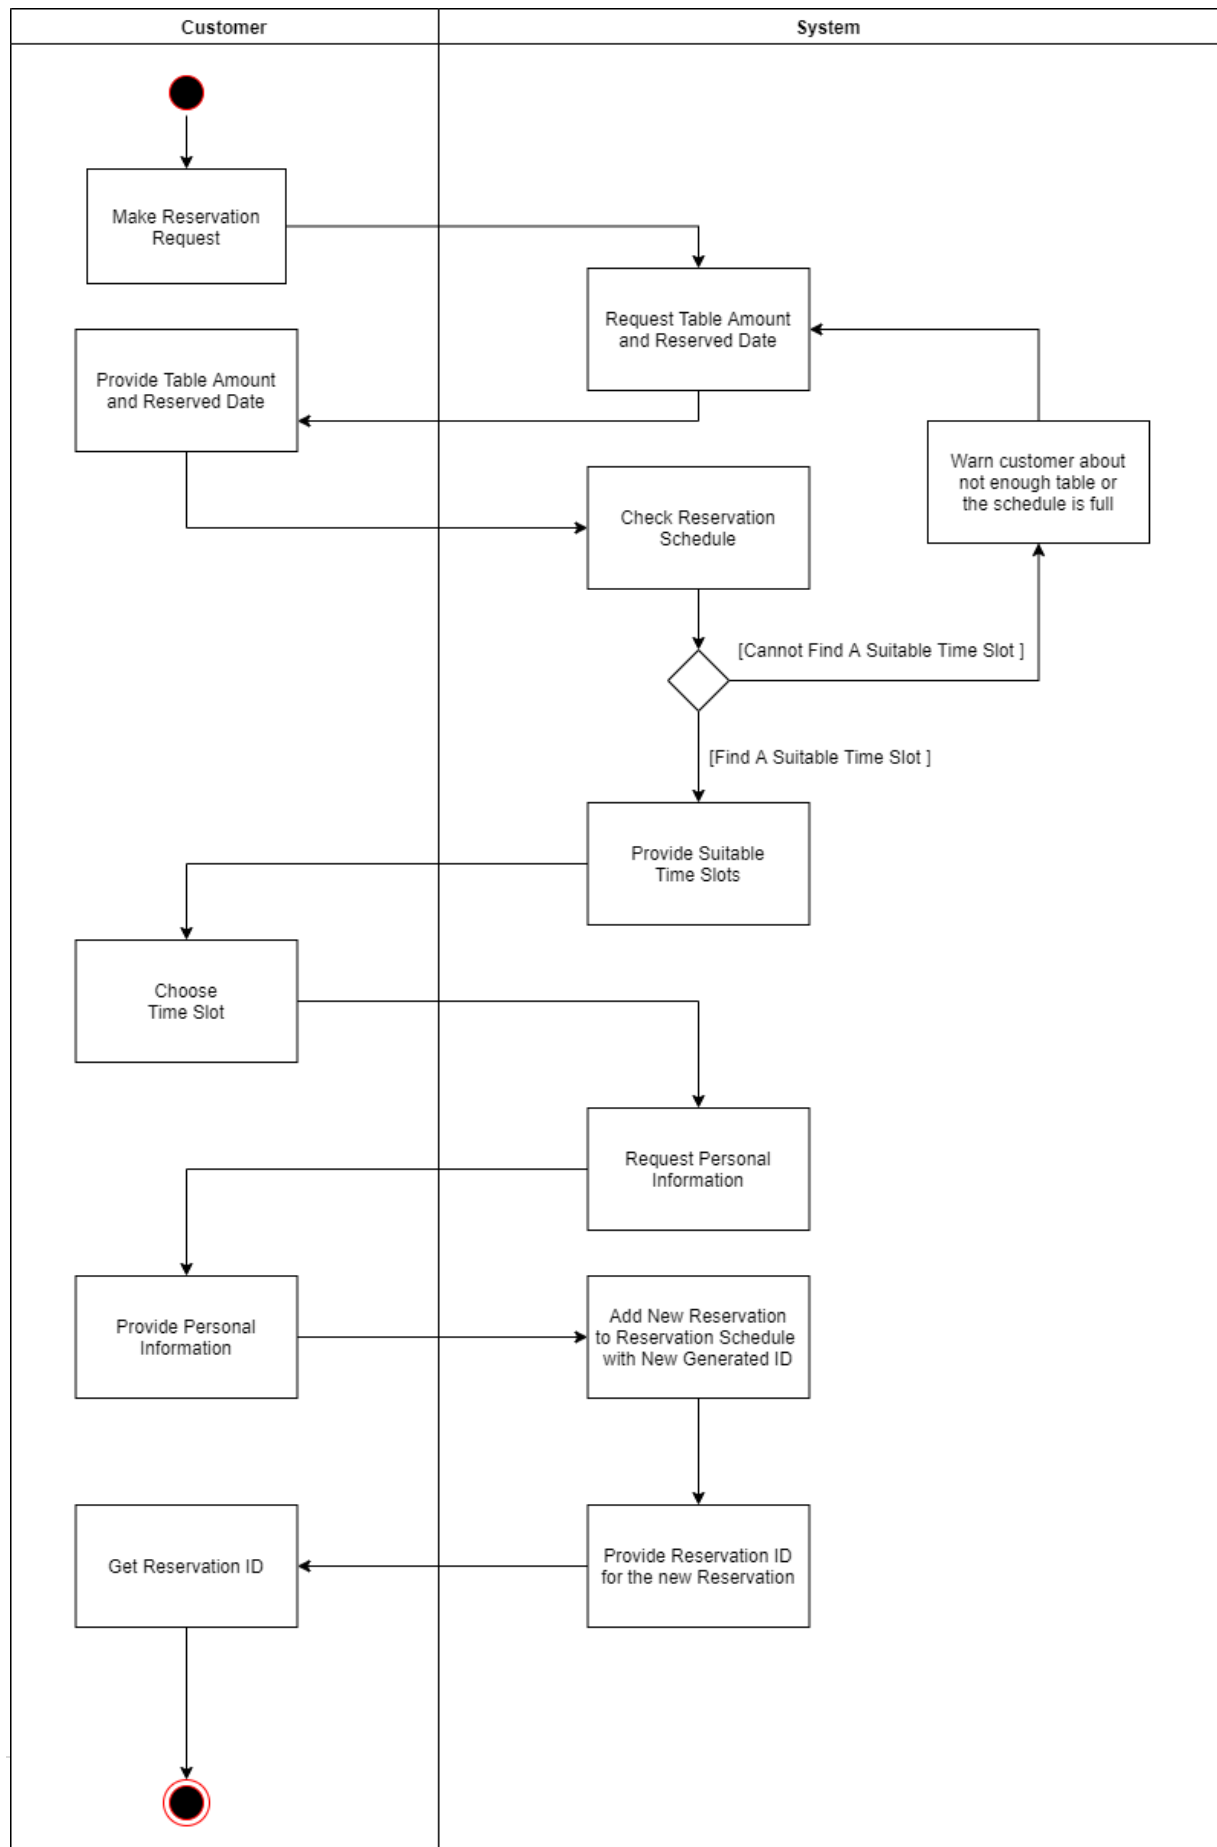 Customer
System
Make Reservation
Request
Request Table Amount
and Reserved Date
Provide Table Amount
and Reserved Date
Warn customer about
not enough table or
the schedule is full
Check Reservation
Schedule
[Cannot Find A Suitable Time Slot ]
[Find A Suitable Time Slot ]
Provide Suitable
Time Slots
Choose
Time Slot
Request Personal
Information
Provide Personal
Information
Add New Reservation
to Reservation Schedule
with New Generated ID
Get Reservation ID
Provide Reservation ID
for the new Reservation